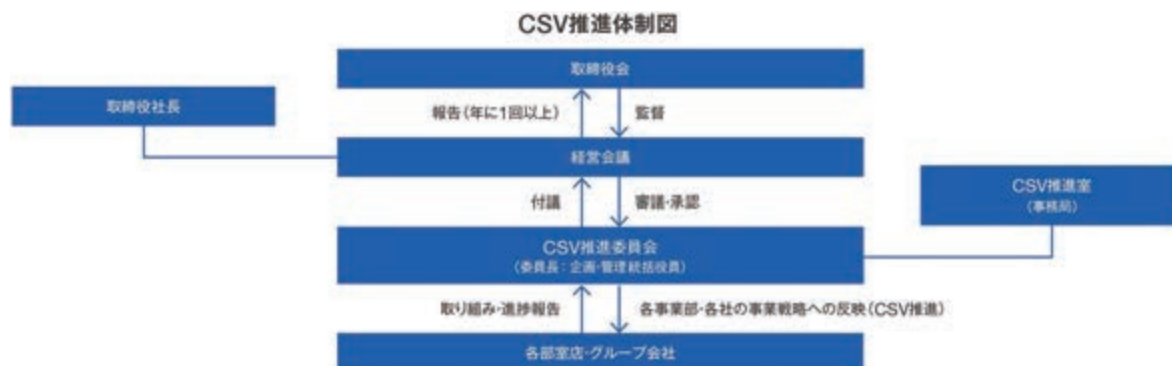 CSV推進体制図
取締役会
取締役社長
報告(年に1回以上)
監督
経営会議
CSV推進室
(事務局)
付議
審議・承認
CSV推進委員会
(委員長:企画・管理統括役員)
取り組み・進捗報告
各事業部・各社の事業戦略への反映(CSV推進)
各部室店・グループ会社